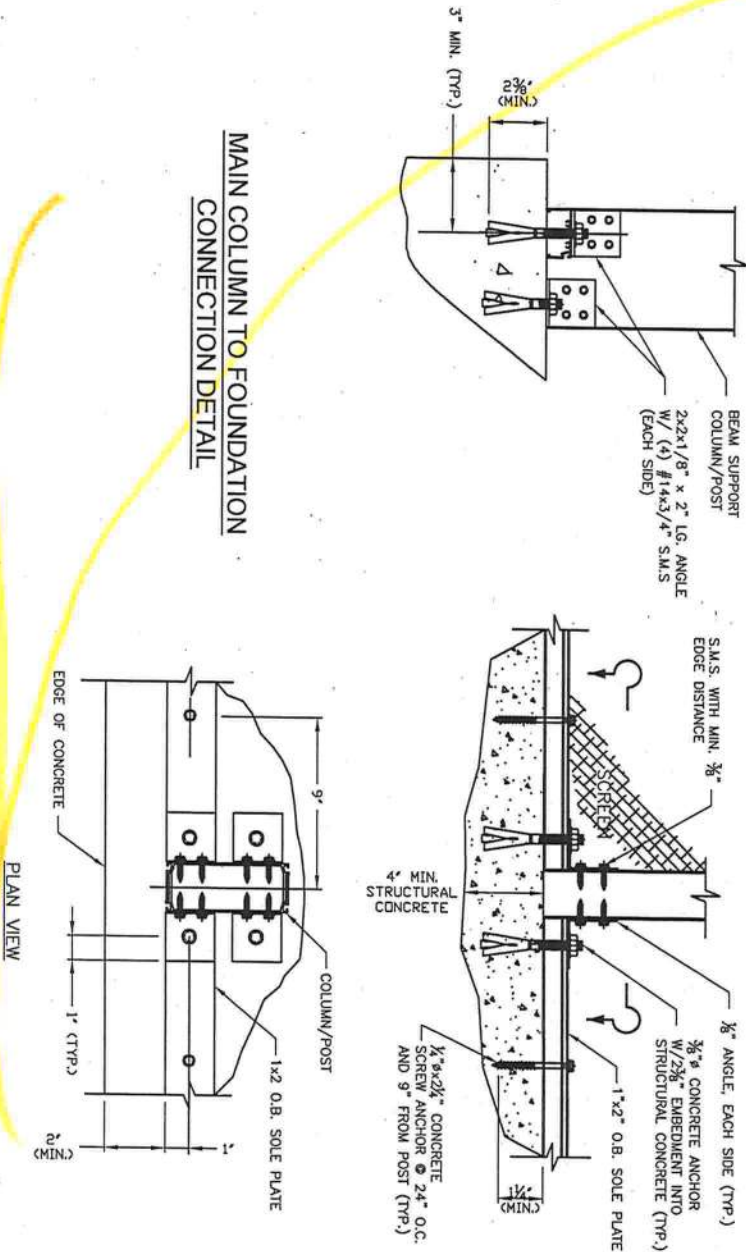 BEAM SUPPORT
COLUMN/POST
2x2x1/8" x 2" LG. ANGLE
W/ (4) #14x3/4" S.M.S
(EACH SIDE)
2⅜"
(MIN.)
3" MIN. (TYP.)
MAIN COLUMN TO FOUNDATION
CONNECTION DETAIL
S.M.S. WITH MIN. ⅜"
EDGE DISTANCE
SCREEN
⅛" ANGLE, EACH SIDE (TYP.)
⅜"ø CONCRETE ANCHOR
W/2⅜" EMBEDMENT INTO
STRUCTURAL CONCRETE (TYP.)
1"x2" O.B. SOLE PLATE
4" MIN.
STRUCTURAL
CONCRETE
1¼"
(MIN.)
¼"øx2¼" CONCRETE
SCREW ANCHOR @ 24" O.C.
AND 9" FROM POST (TYP.)
9"
COLUMN/POST
1x2 O.B. SOLE PLATE
EDGE OF CONCRETE
1" (TYP.)
1"
2"
(MIN.)
PLAN VIEW